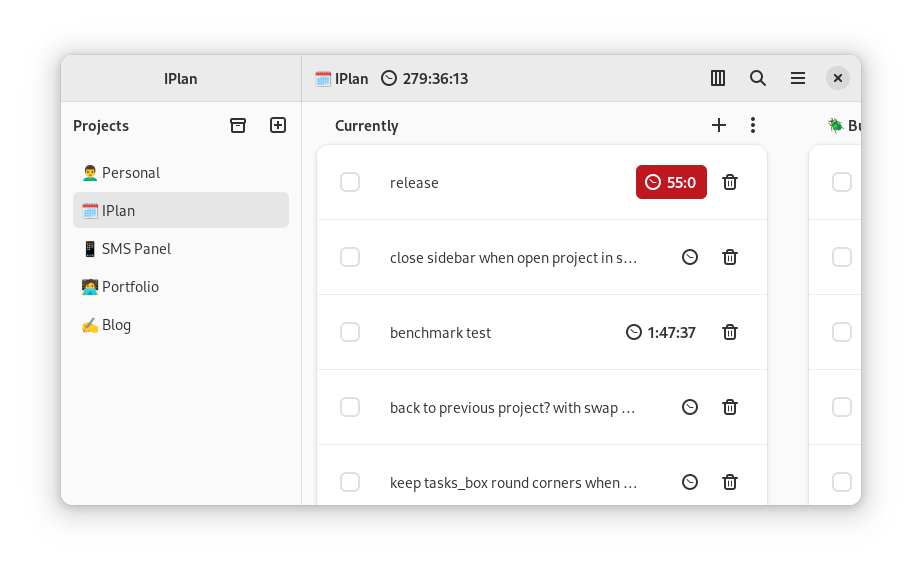 IPlan
IPlan 279:36:13
Projects
Personal
IPlan
SMS Panel
Portfolio
Blog
Currently
release 55:0
close sidebar when open project in s…
benchmark test 1:47:37
back to previous project? with swap …
keep tasks_box round corners when …